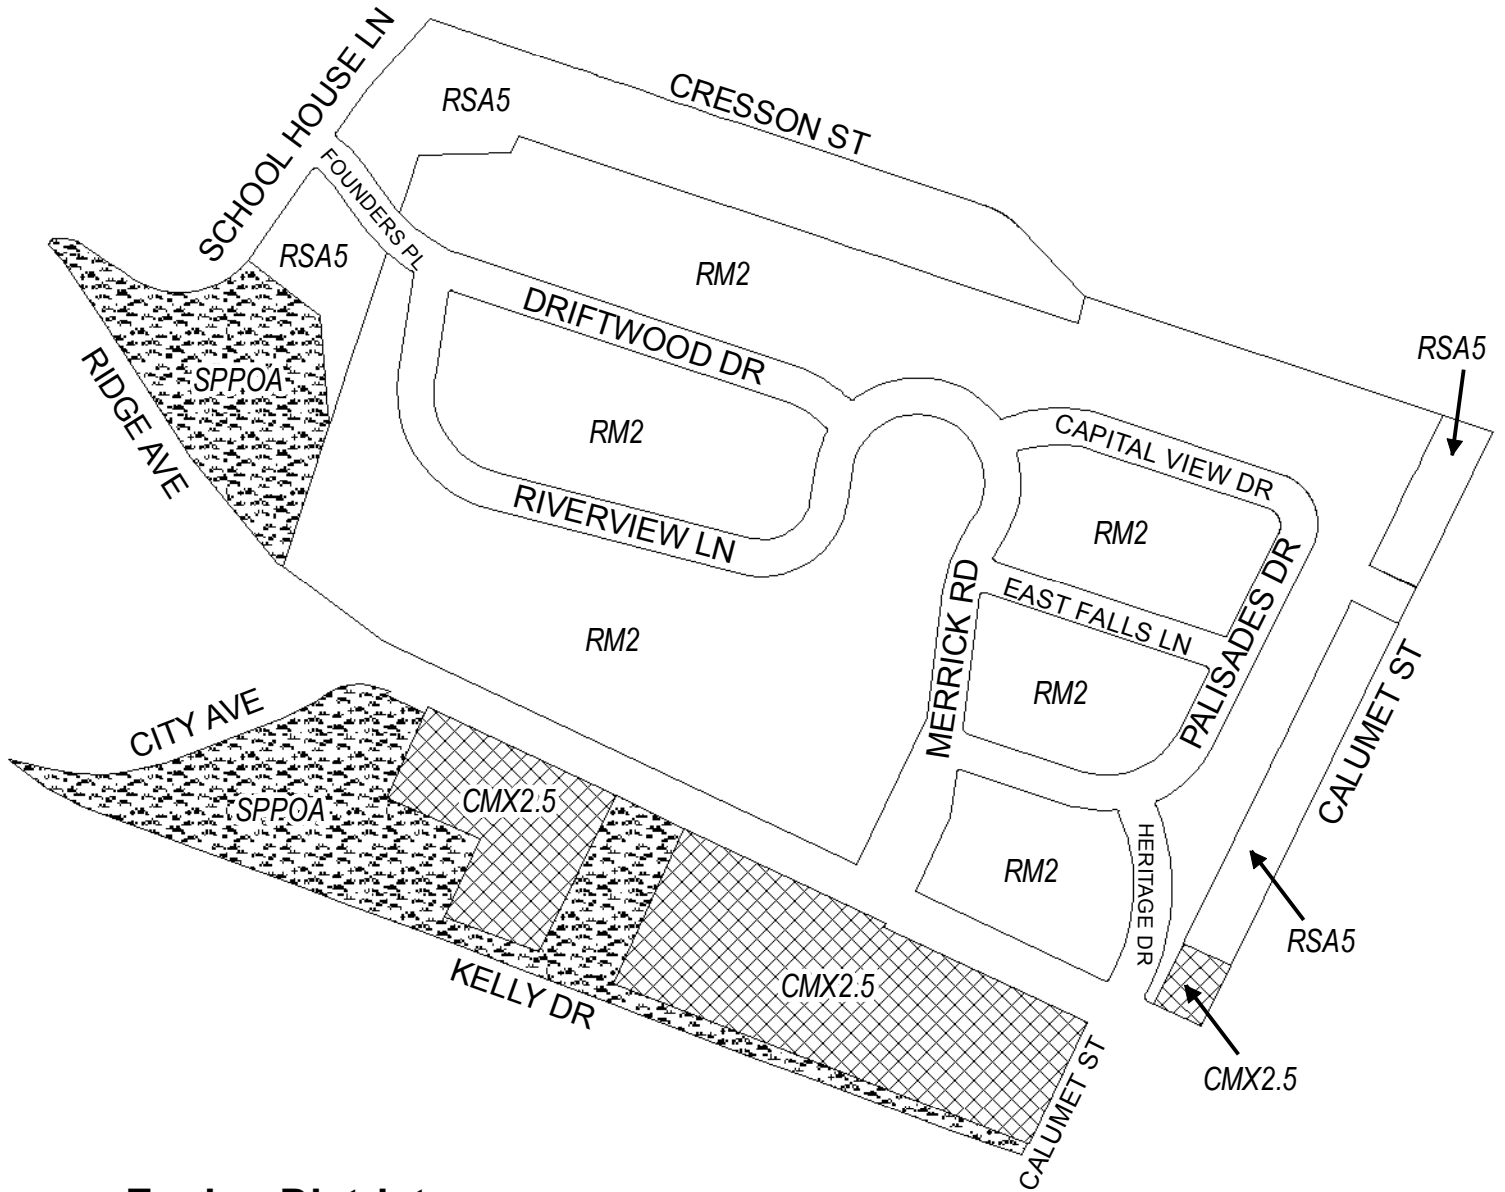 SCHOOL HOUSE LN
RSA5
CRESSON ST
FOUNDERS PL
RSA5
RM2
DRIFTWOOD DR
RSA5
SPPOA
RIDGE AVE
RM2
CAPITAL VIEW DR
RIVERVIEW LN
RM2
PALISADES DR
EAST FALLS LN
MERRICK RD
RM2
RM2
CALUMET ST
CITY AVE
CMX2.5
SPPOA
HERITAGE DR
RM2
RSA5
KELLY DR
CMX2.5
CMX2.5
CALUMET ST